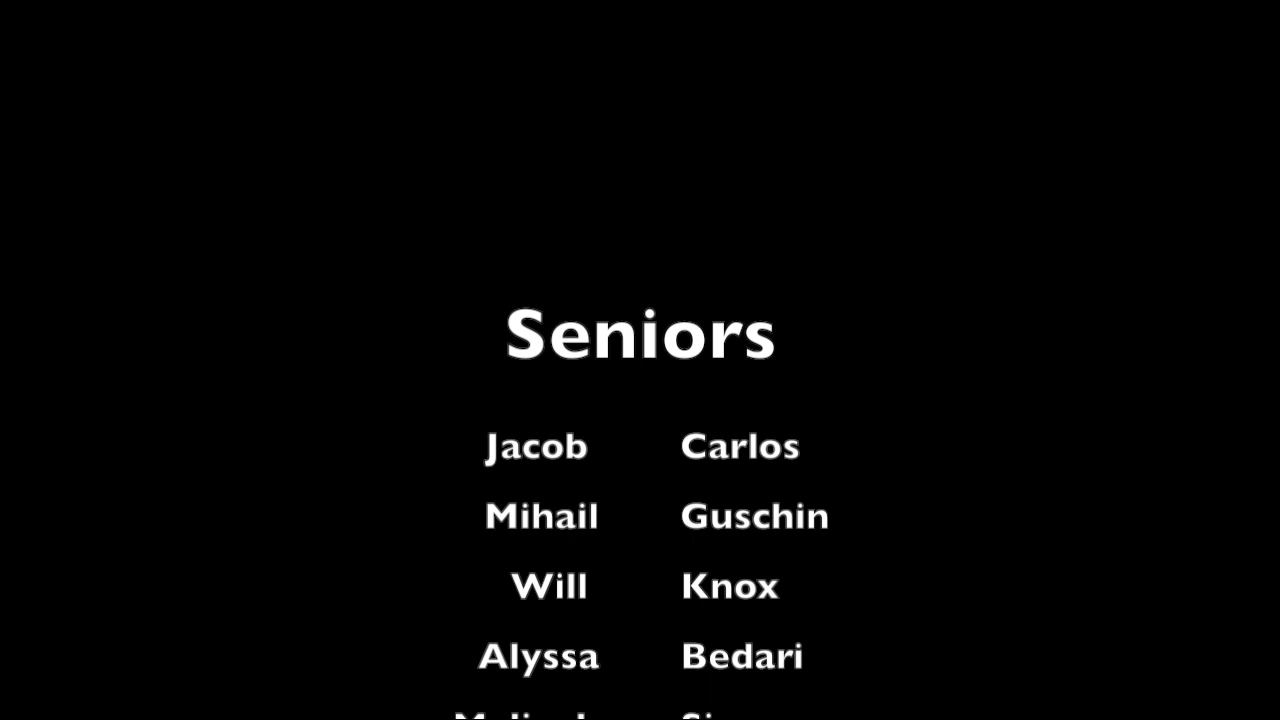 Seniors
Jacob Carlos
Mihail Guschin
Will Knox
Alyssa Bedari